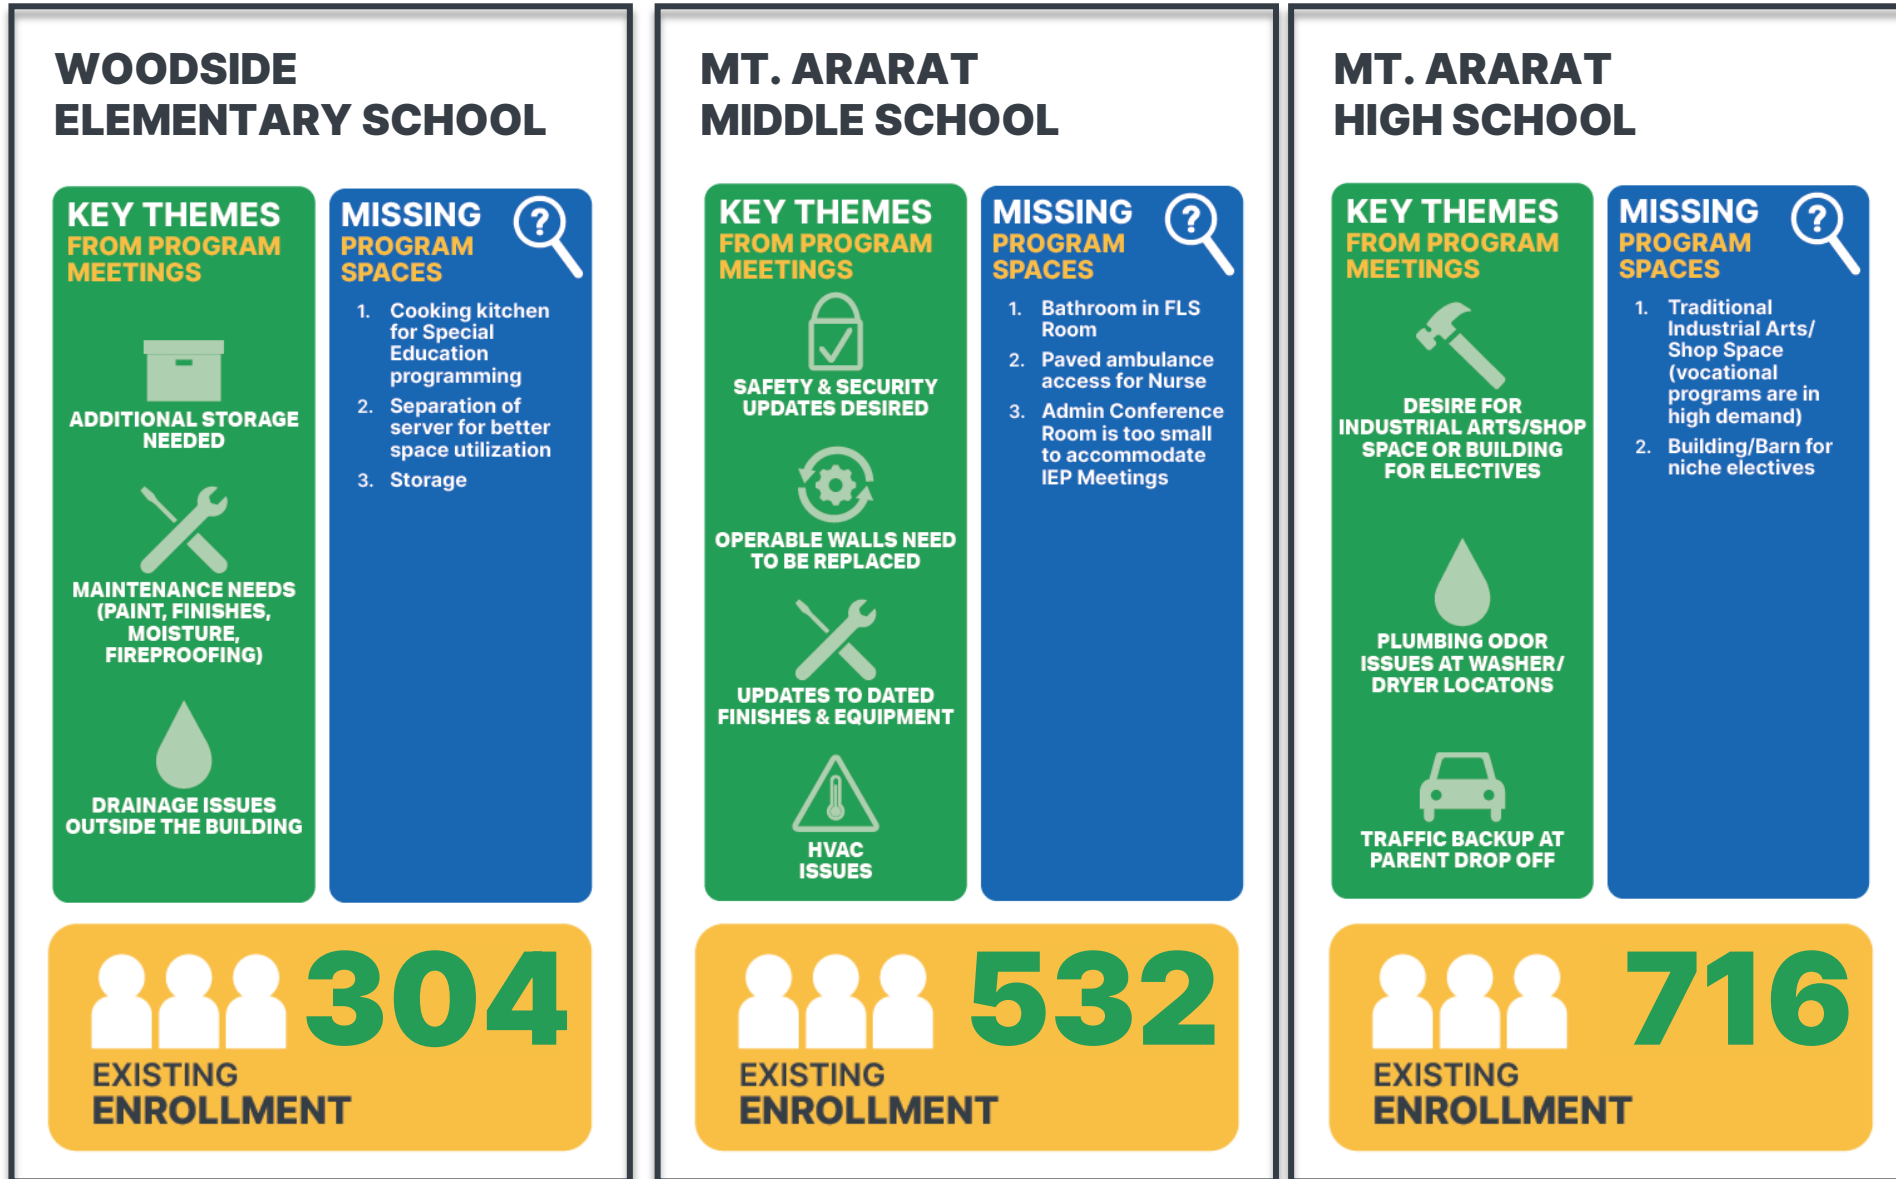 WOODSIDE
ELEMENTARY SCHOOL
KEY THEMES
FROM PROGRAM
MEETINGS
ADDITIONAL STORAGE
NEEDED
MAINTENANCE NEEDS
(PAINT, FINISHES,
MOISTURE,
FIREPROOFING)
DRAINAGE ISSUES
OUTSIDE THE BUILDING
MISSING
PROGRAM
SPACES
?
1. Cooking kitchen
for Special
Education
programming
2. Separation of
server for better
space utilization
3. Storage
304
EXISTING
ENROLLMENT
MT. ARARAT
MIDDLE SCHOOL
KEY THEMES
FROM PROGRAM
MEETINGS
SAFETY & SECURITY
UPDATES DESIRED
OPERABLE WALLS NEED
TO BE REPLACED
UPDATES TO DATED
FINISHES & EQUIPMENT
HVAC
ISSUES
MISSING
PROGRAM
SPACES
?
1. Bathroom in FLS
Room
2. Paved ambulance
access for Nurse
3. Admin Conference
Room is too small
to accommodate
IEP Meetings
532
EXISTING
ENROLLMENT
MT. ARARAT
HIGH SCHOOL
KEY THEMES
FROM PROGRAM
MEETINGS
DESIRE FOR
INDUSTRIAL ARTS/SHOP
SPACE OR BUILDING
FOR ELECTIVES
PLUMBING ODOR
ISSUES AT WASHER/
DRYER LOCATONS
TRAFFIC BACKUP AT
PARENT DROP OFF
MISSING
PROGRAM
SPACES
?
1. Traditional
Industrial Arts/
Shop Space
(vocational
programs are in
high demand)
2. Building/Barn for
niche electives
716
EXISTING
ENROLLMENT